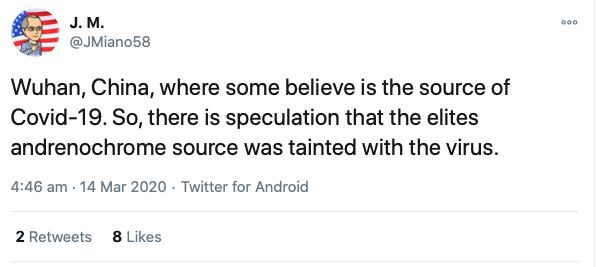 J. M.
@JMiano58
Wuhan, China, where some believe is the source of
Covid-19. So, there is speculation that the elites
andrenochrome source was tainted with the virus.
4:46 am · 14 Mar 2020 · Twitter for Android
2 Retweets 8 Likes